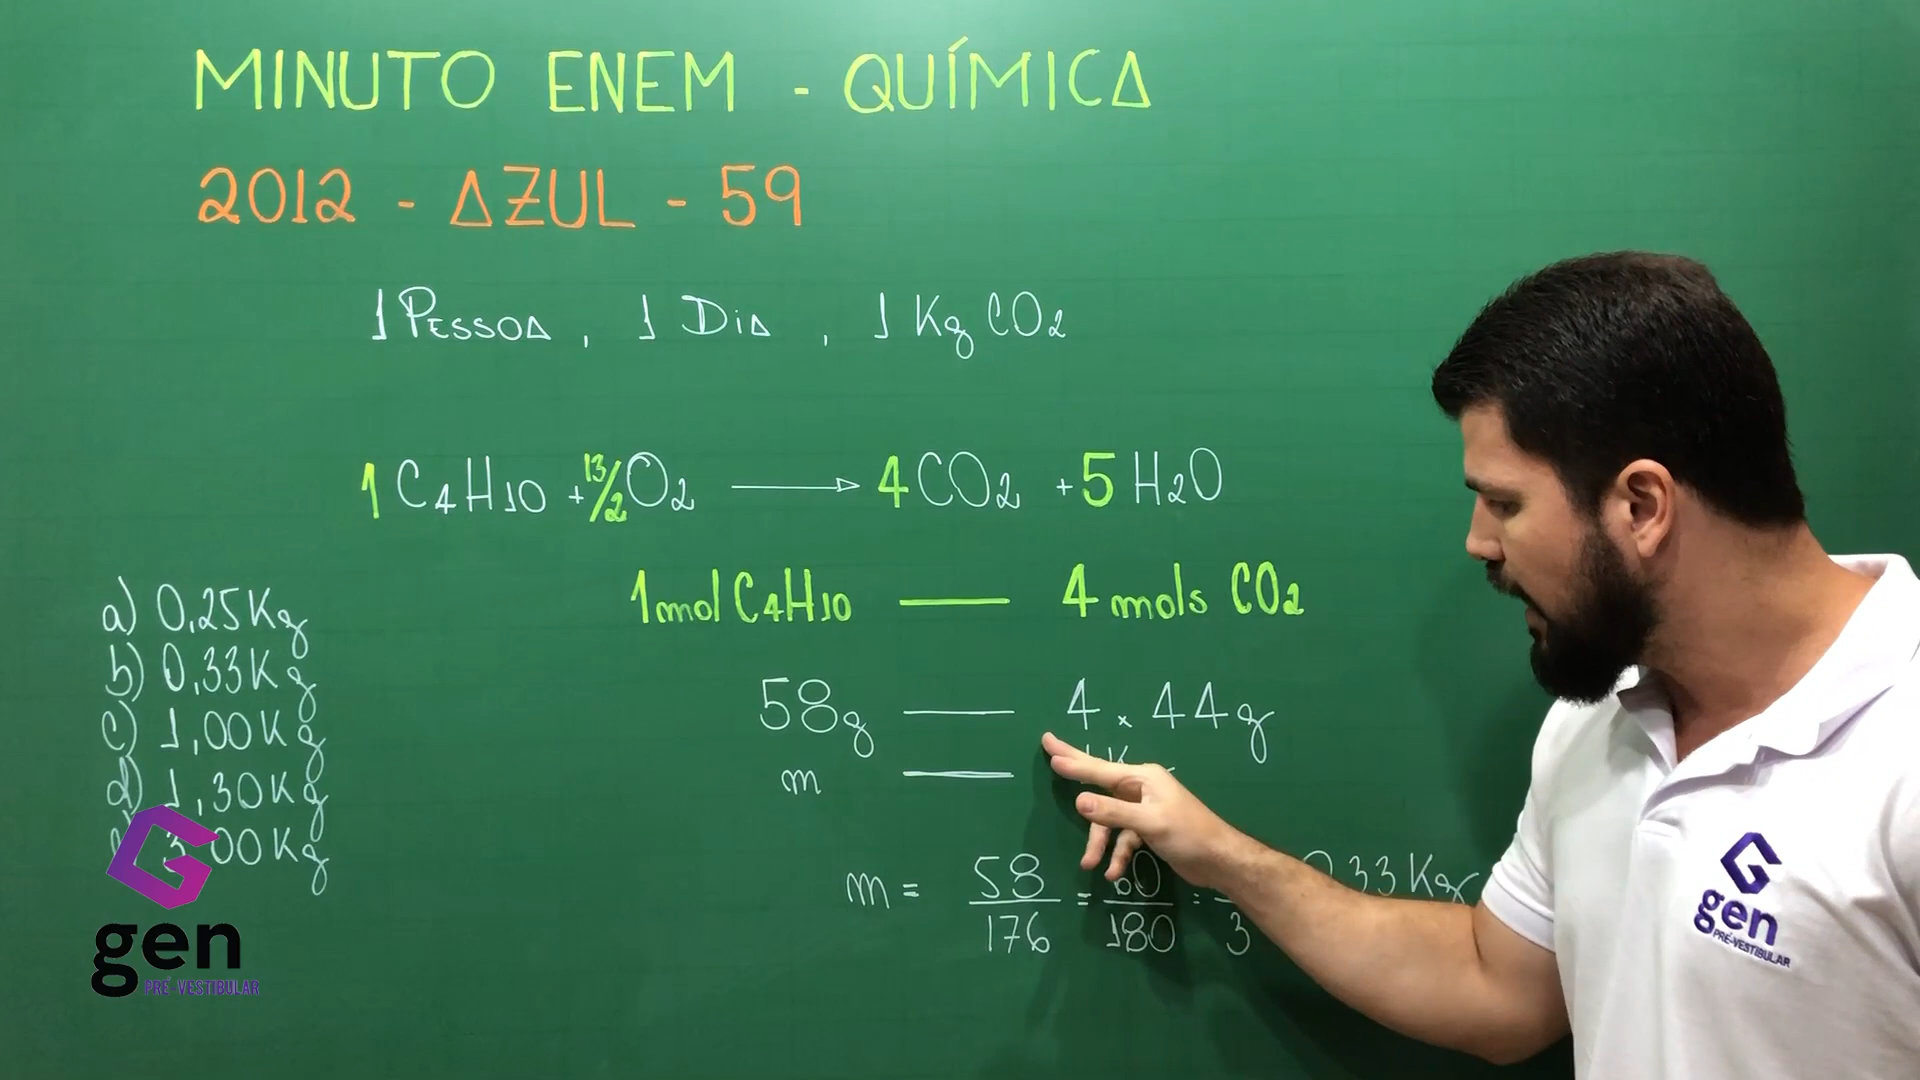 MINUTO ENEM - QUÍMICA
2012 - AZUL - 59
1 PESSOA, 1 DIA, 1 Kg CO2
1 C4H10 + 13/2 O2 → 4 CO2 + 5 H2O
1 mol C4H10 — 4 mols CO2
58g — 4 × 44g
m —
m = 58/176 = 60/180 = /3 0,33 Kg
a) 0,25 Kg
b) 0,33 Kg
c) 1,00 Kg
d) 1,30 Kg
3,00 Kg
gen
PRÉ-VESTIBULAR
gen
PRÉ-VESTIBULAR